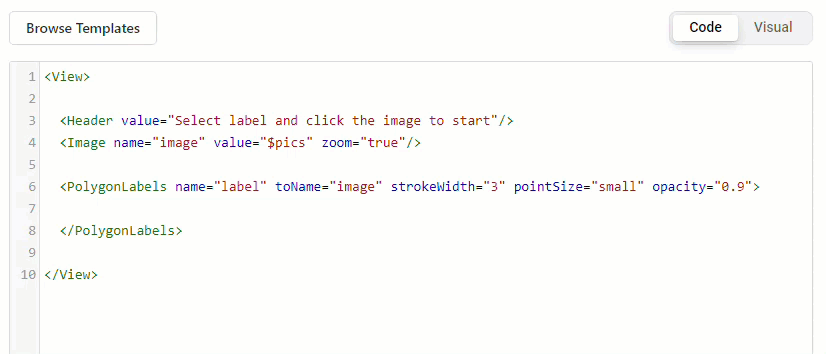 Browse Templates
Code Visual
1 <View>
2
3 <Header value="Select label and click the image to start"/>
4 <Image name="image" value="$pics" zoom="true"/>
5
6 <PolygonLabels name="label" toName="image" strokeWidth="3" pointSize="small" opacity="0.9">
7
8 </PolygonLabels>
9
10 </View>